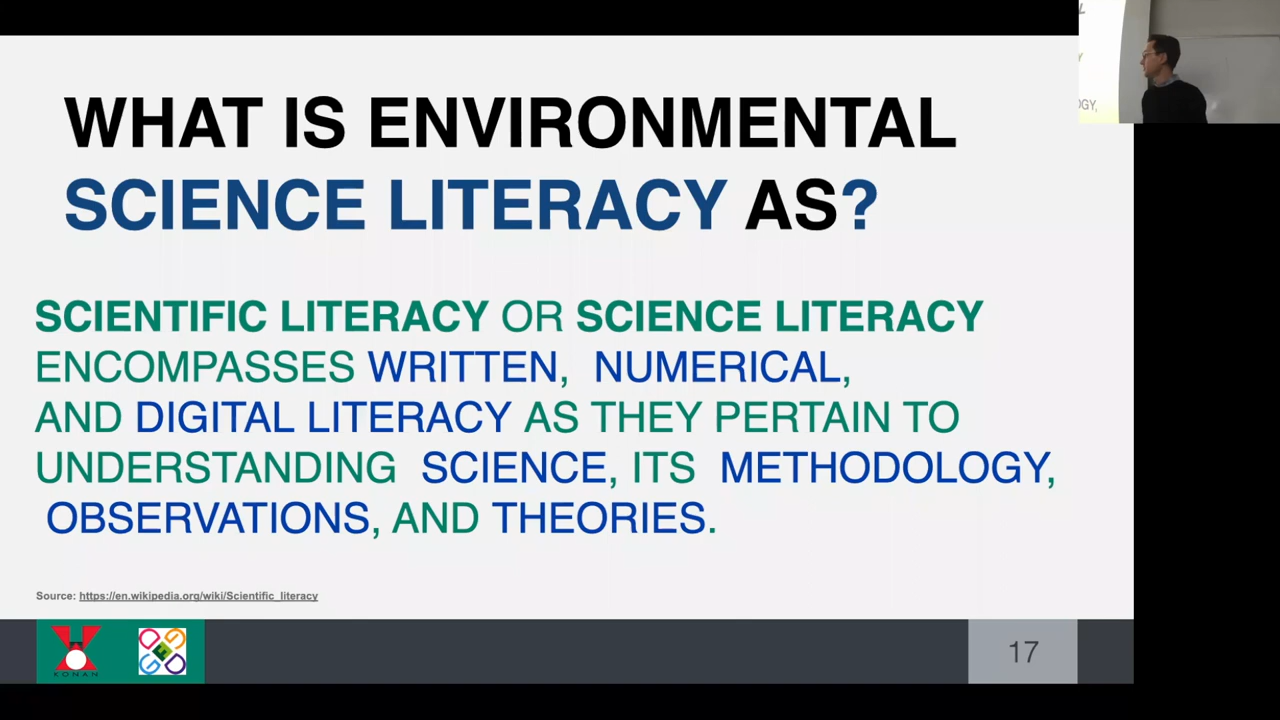 WHAT IS ENVIRONMENTAL
SCIENCE LITERACY AS?
SCIENTIFIC LITERACY OR SCIENCE LITERACY
ENCOMPASSES WRITTEN, NUMERICAL,
AND DIGITAL LITERACY AS THEY PERTAIN TO
UNDERSTANDING SCIENCE, ITS METHODOLOGY,
OBSERVATIONS, AND THEORIES.
Source: https://en.wikipedia.org/wiki/Scientific_literacy
KONAN
17